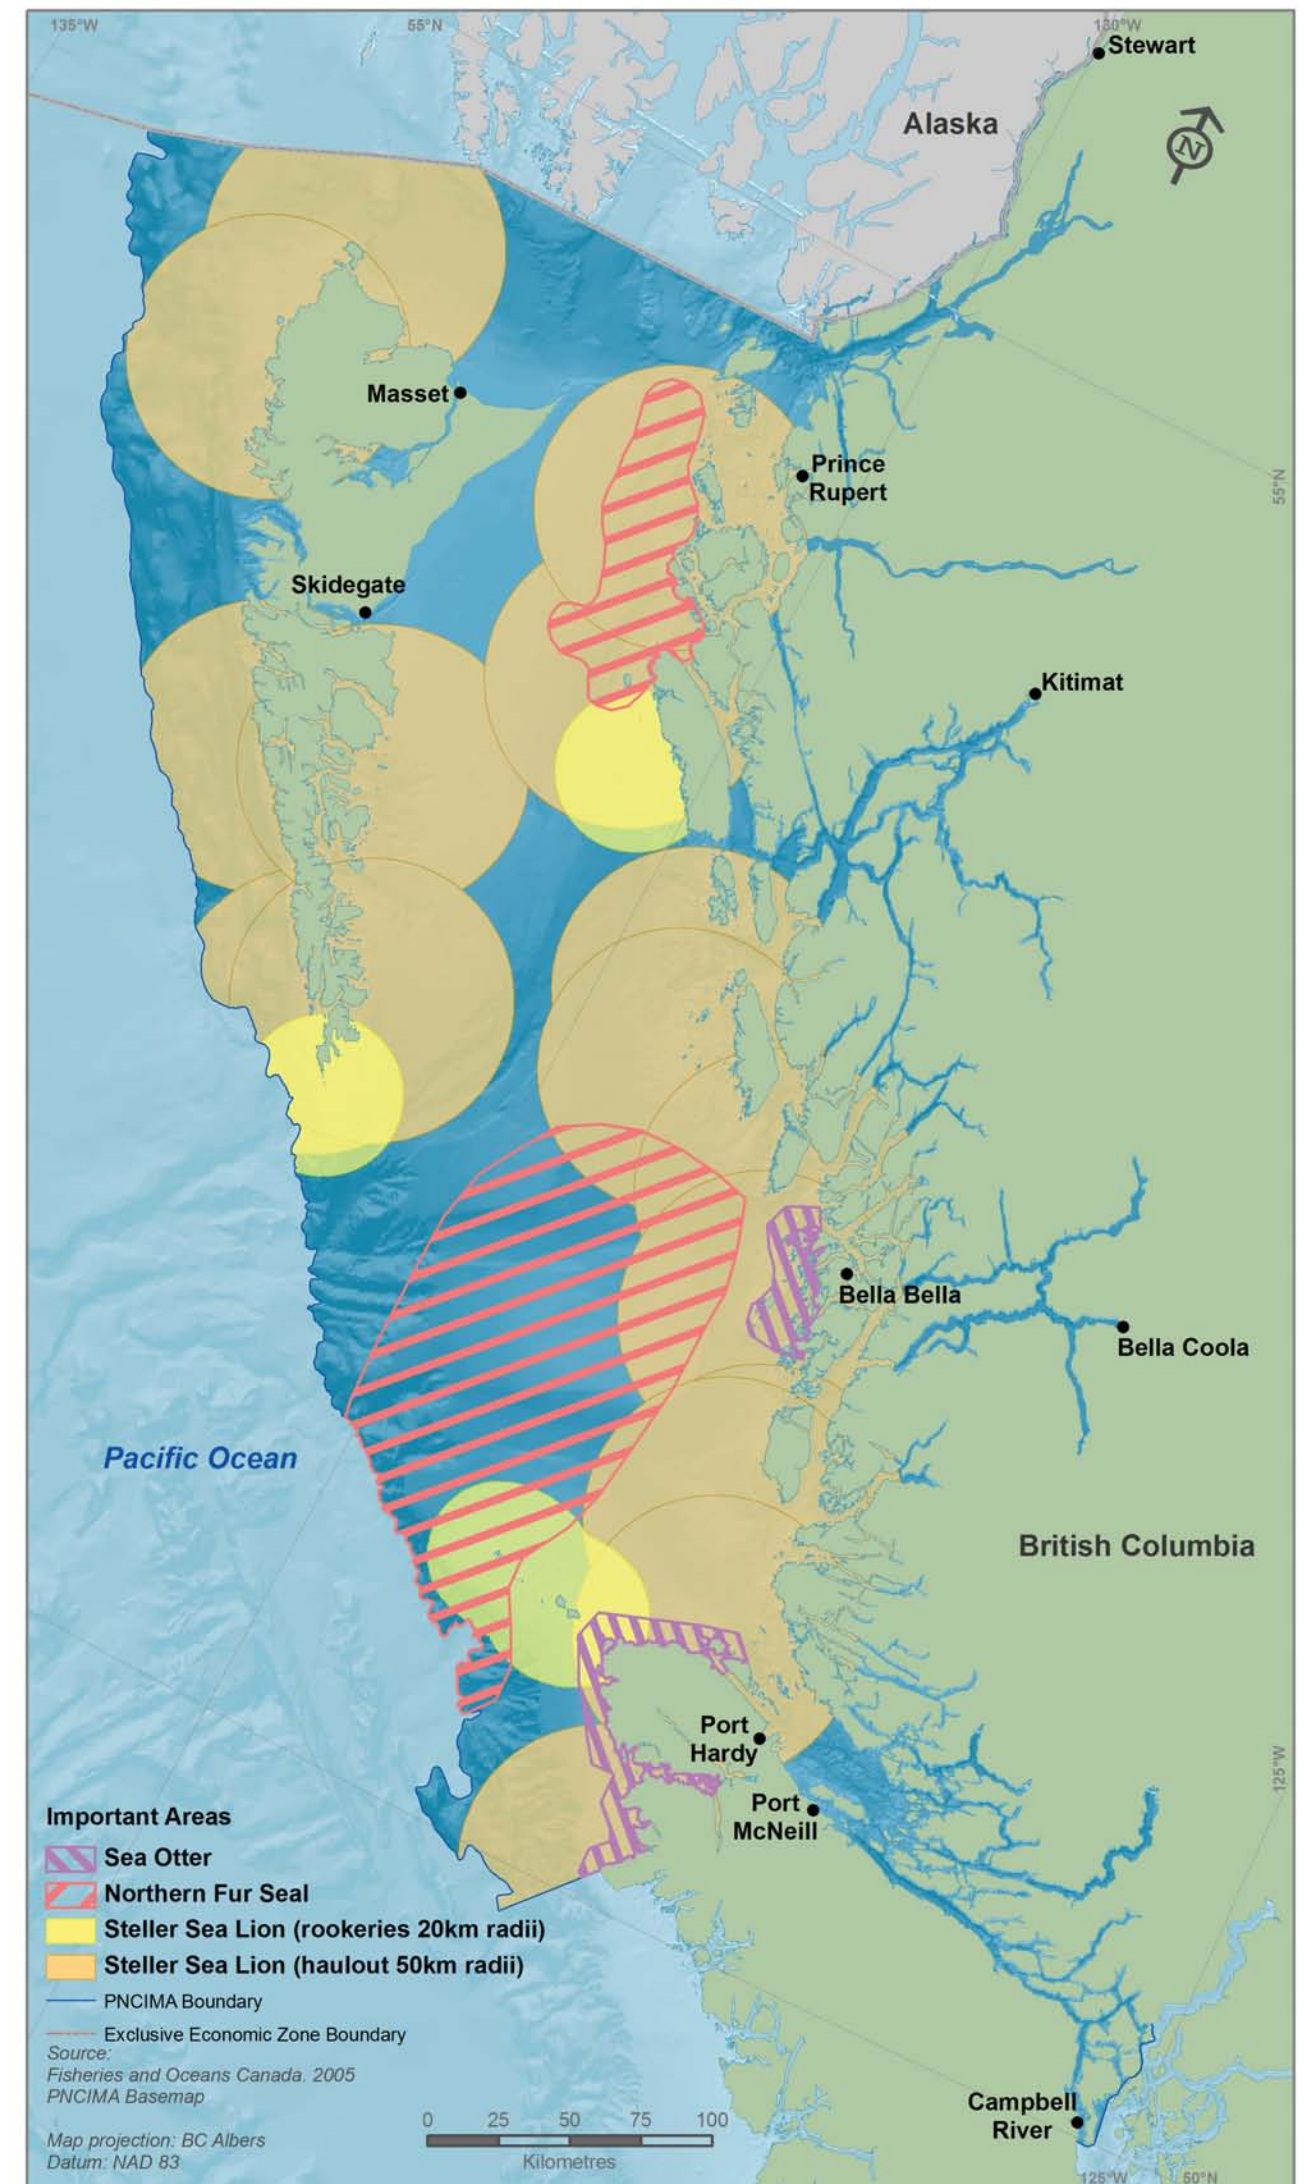 135°W
55°N
130°W
Stewart
Alaska
N
Masset
Prince
Rupert
55°N
Skidegate
Kitimat
Bella Bella
Bella Coola
Pacific Ocean
British Columbia
Port
Hardy
Port
McNeill
125°W
Important Areas
Sea Otter
Northern Fur Seal
Steller Sea Lion (rookeries 20km radii)
Steller Sea Lion (haulout 50km radii)
PNCIMA Boundary
Exclusive Economic Zone Boundary
Source:
Fisheries and Oceans Canada. 2005
PNCIMA Basemap
Map projection: BC Albers
Datum: NAD 83
0 25 50 75 100
Kilometres
Campbell
River
125°W
50°N